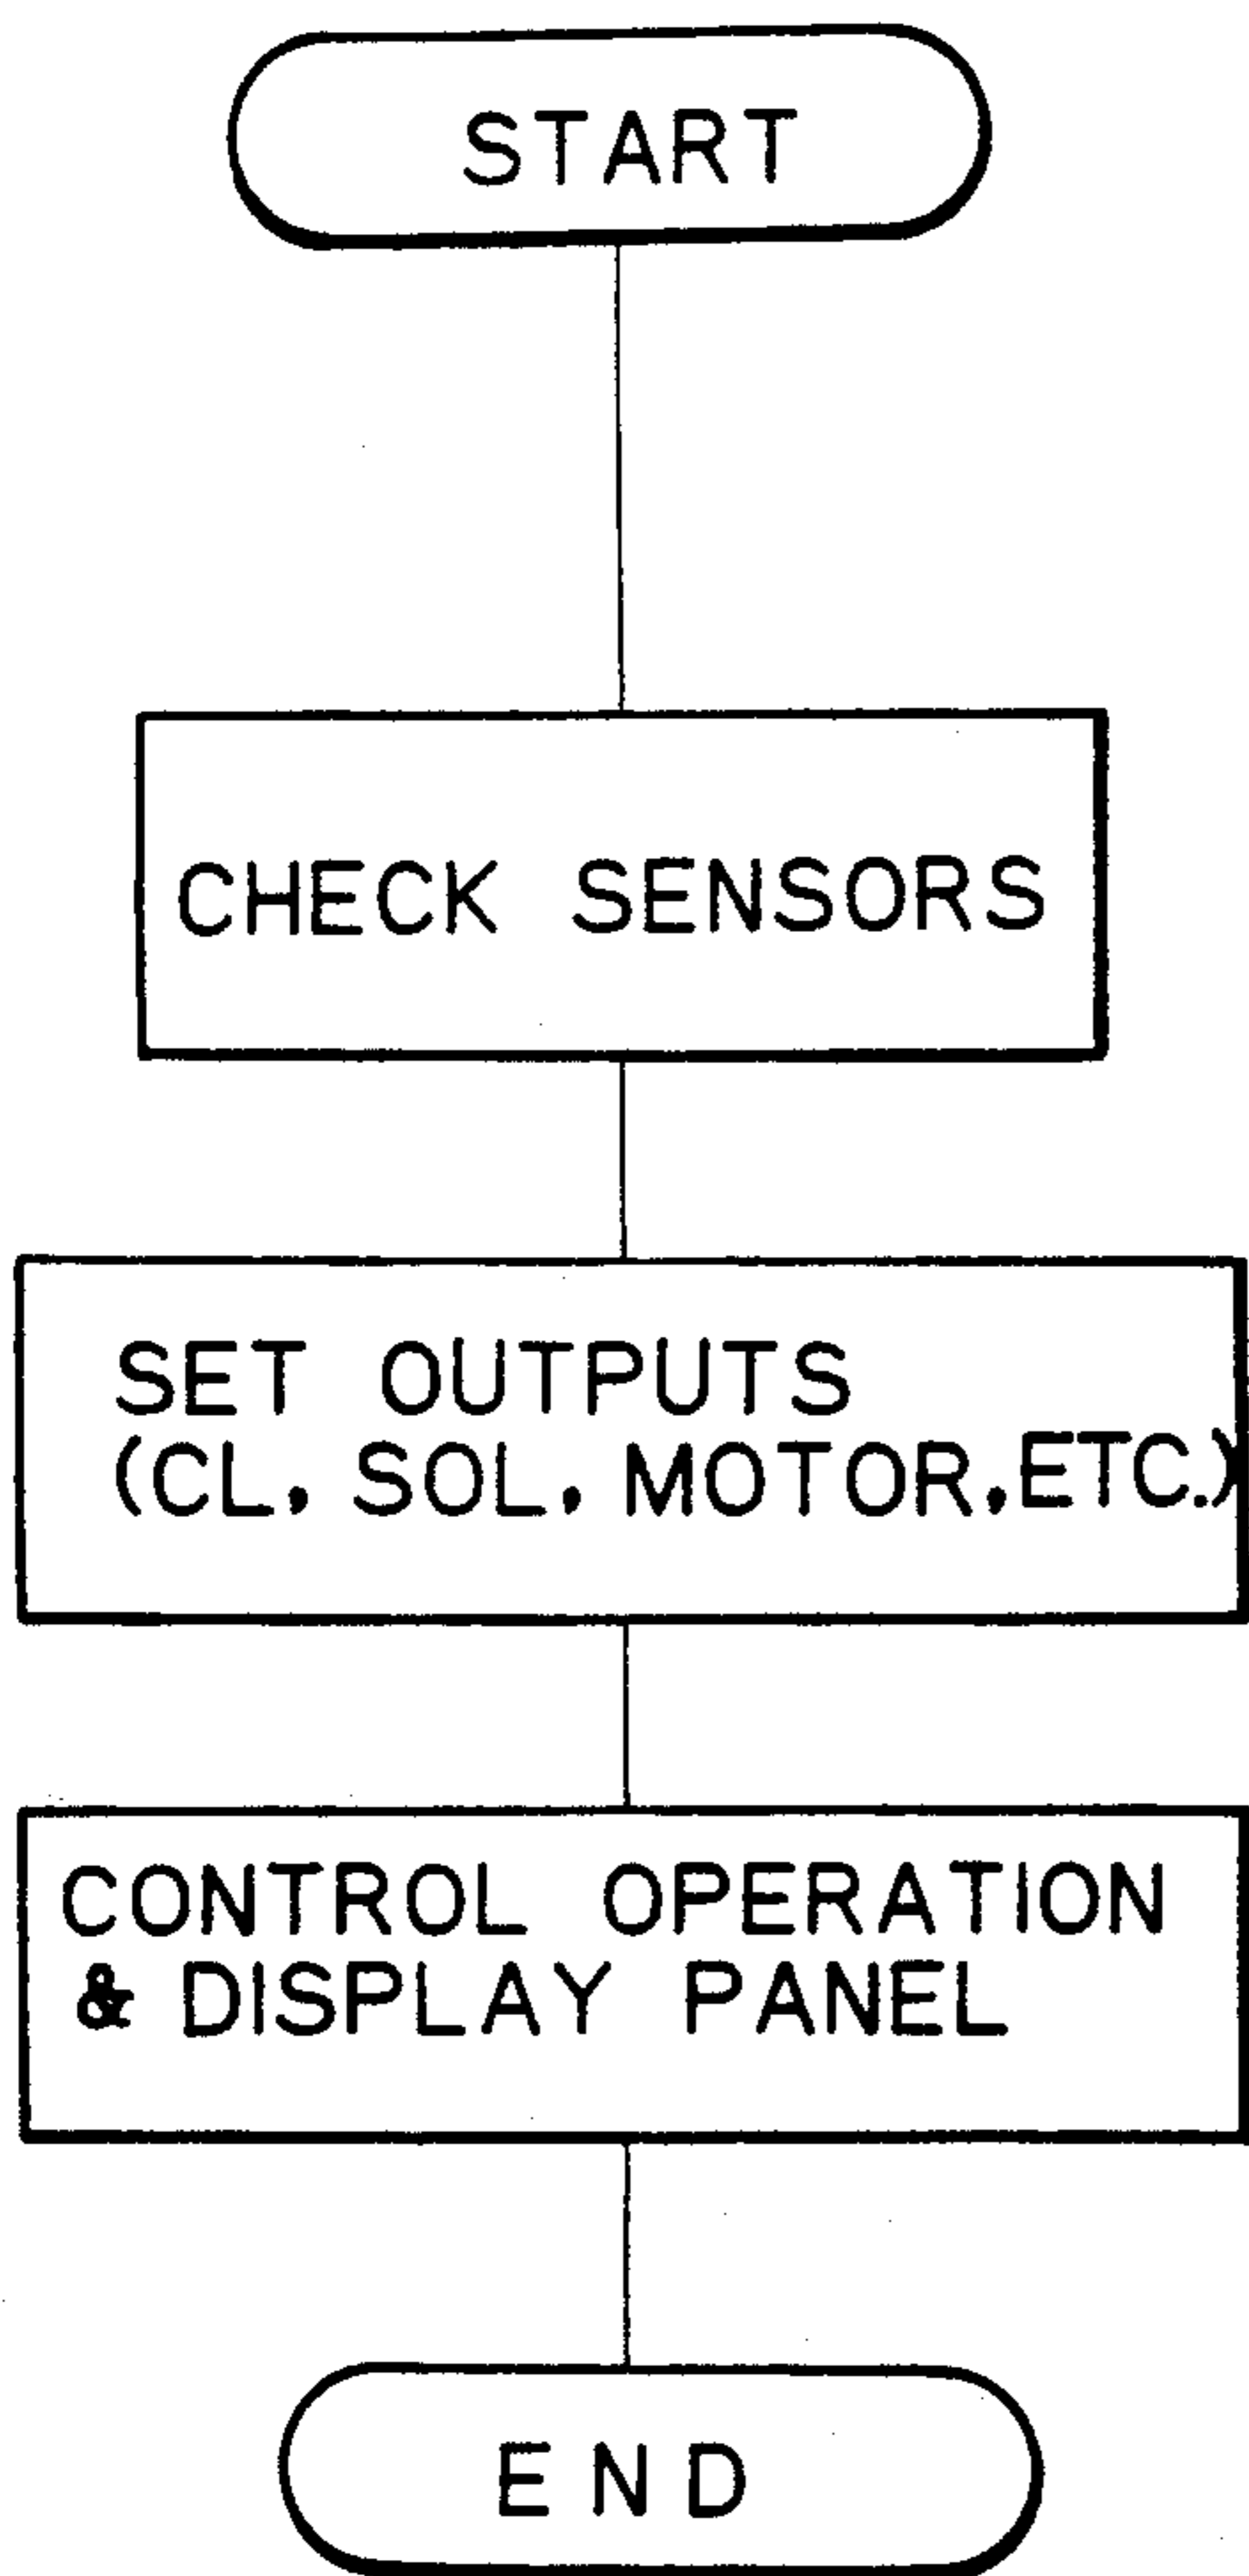 START
CHECK SENSORS
SET OUTPUTS
(CL, SOL, MOTOR, ETC.)
CONTROL OPERATION
& DISPLAY PANEL
END